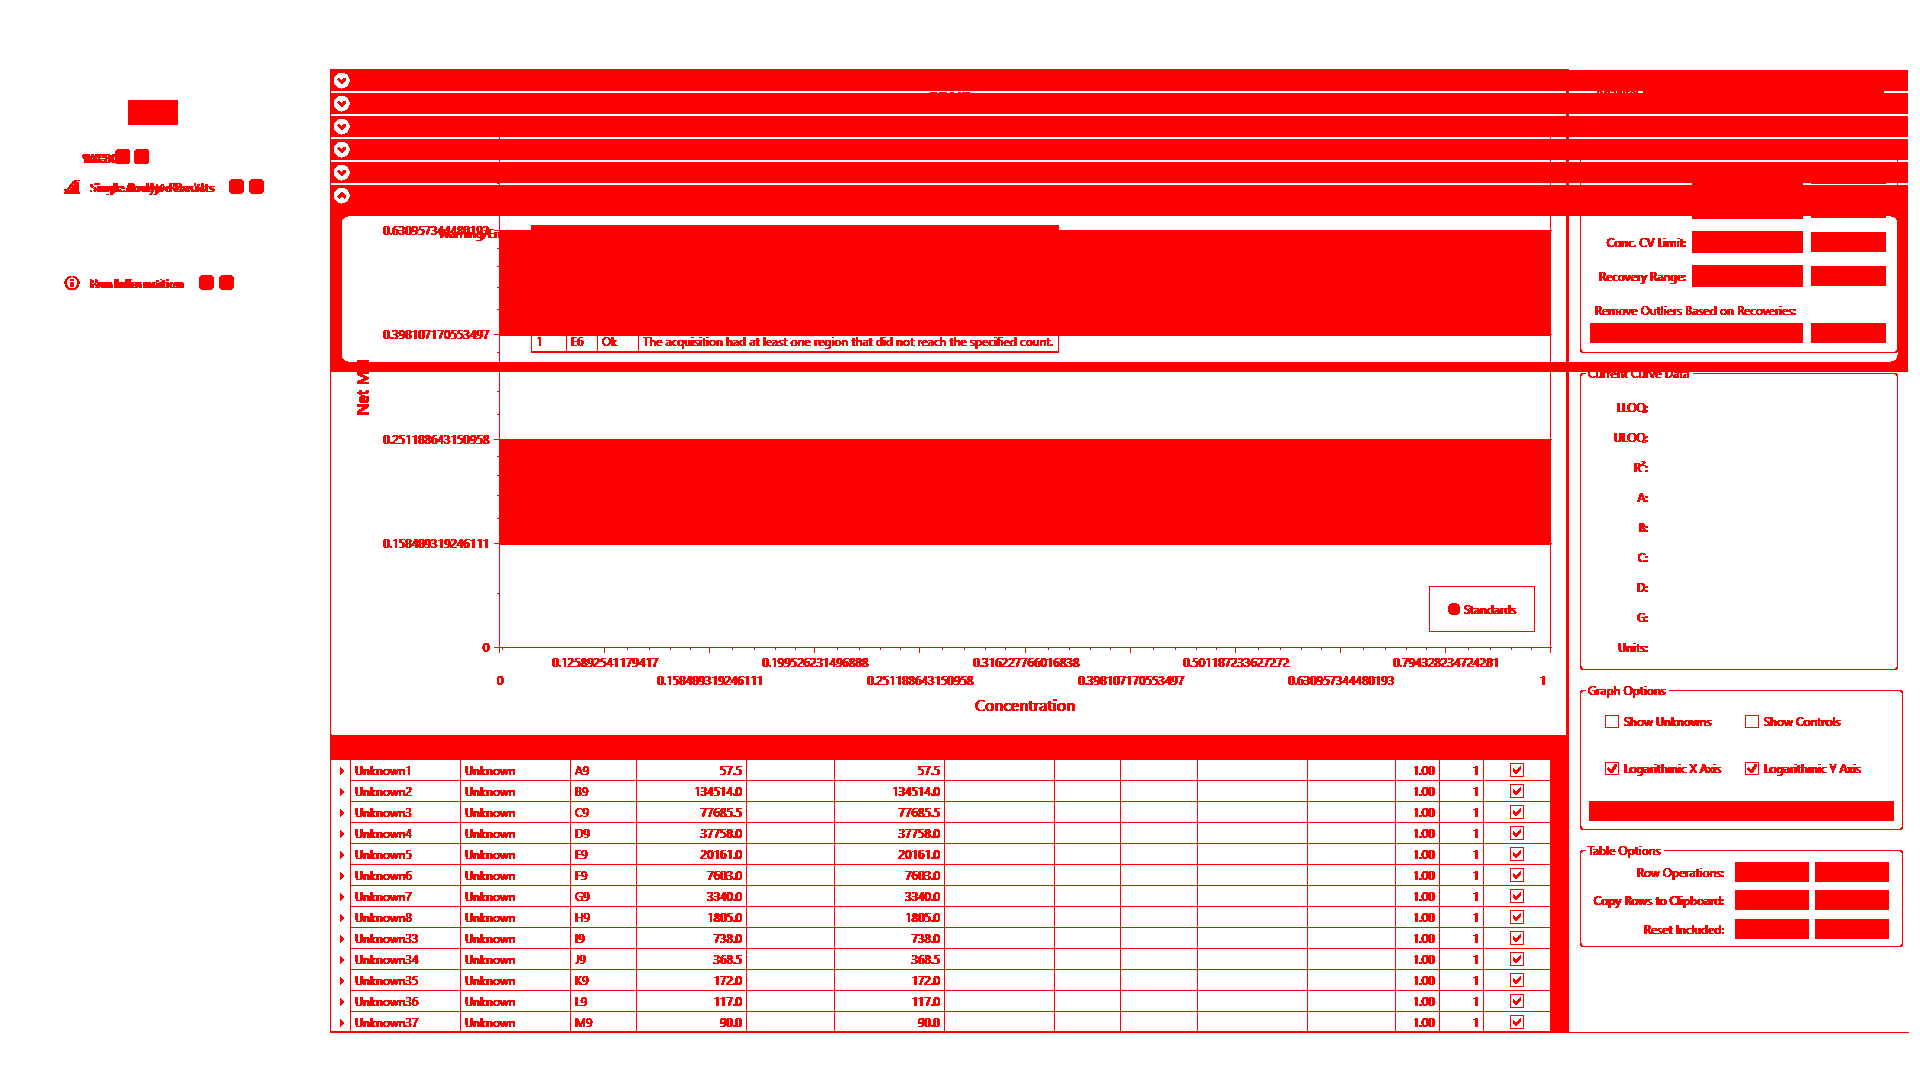 0.398107170553497
1 E6 Ok The acquisition had at least one region that did not reach the specified count.
Net
0.251188643150958
0.158489319246111
Standards
0
0.125892541179417 0.199526231496888 0.316227766016838 0.501187233627272 0.794328234724281
0 0.158489319246111 0.251188643150958 0.398107170553497 0.630957344480193 1
Concentration
Unknown1 Unknown A9 57.5 57.5 1.00 1
Unknown2 Unknown B9 134514.0 134514.0 1.00 1
Unknown3 Unknown C9 77685.5 77685.5 1.00 1
Unknown4 Unknown D9 37758.0 37758.0 1.00 1
Unknown5 Unknown E9 20161.0 20161.0 1.00 1
Unknown6 Unknown F9 7603.0 7603.0 1.00 1
Unknown7 Unknown G9 3340.0 3340.0 1.00 1
Unknown8 Unknown H9 1805.0 1805.0 1.00 1
Unknown33 Unknown I9 738.0 738.0 1.00 1
Unknown34 Unknown J9 368.5 368.5 1.00 1
Unknown35 Unknown K9 172.0 172.0 1.00 1
Unknown36 Unknown L9 117.0 117.0 1.00 1
Unknown37 Unknown M9 90.0 90.0 1.00 1
Conc. CV Limit:
Recovery Range:
Remove Outliers Based on Recoveries:
Current Curve Data
LLOQ:
ULOQ:
R²:
A:
B:
C:
D:
G:
Units:
Graph Options
Show Unknowns Show Controls
Logarithmic X Axis Logarithmic Y Axis
Table Options
Row Operations:
Copy Rows to Clipboard:
Reset Included: